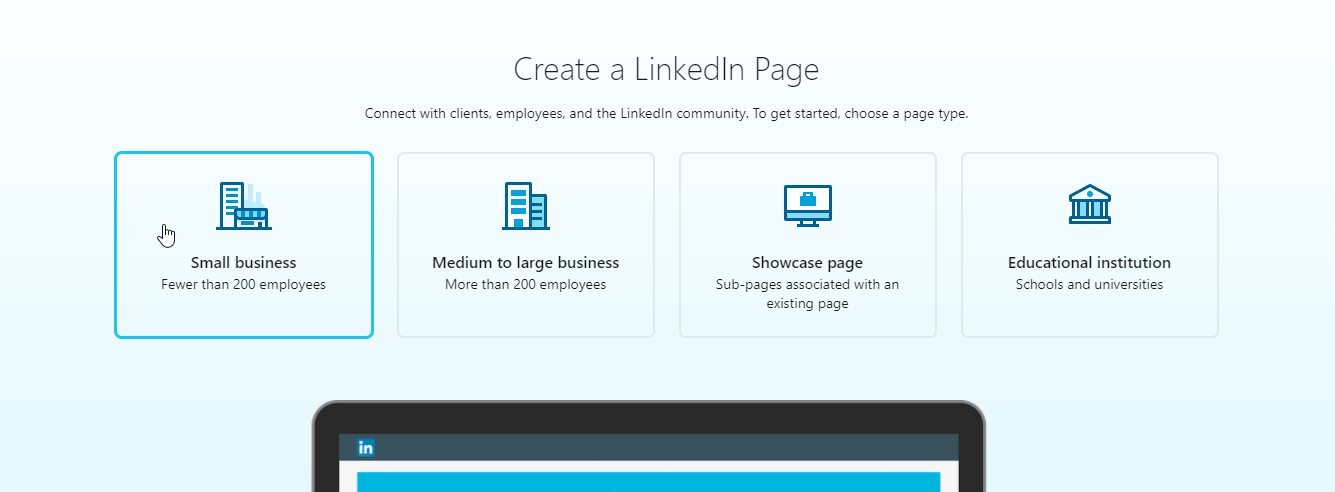 Create a LinkedIn Page
Connect with clients, employees, and the LinkedIn community. To get started, choose a page type.
Small business
Fewer than 200 employees
Medium to large business
More than 200 employees
Showcase page
Sub-pages associated with an
existing page
Educational institution
Schools and universities
in